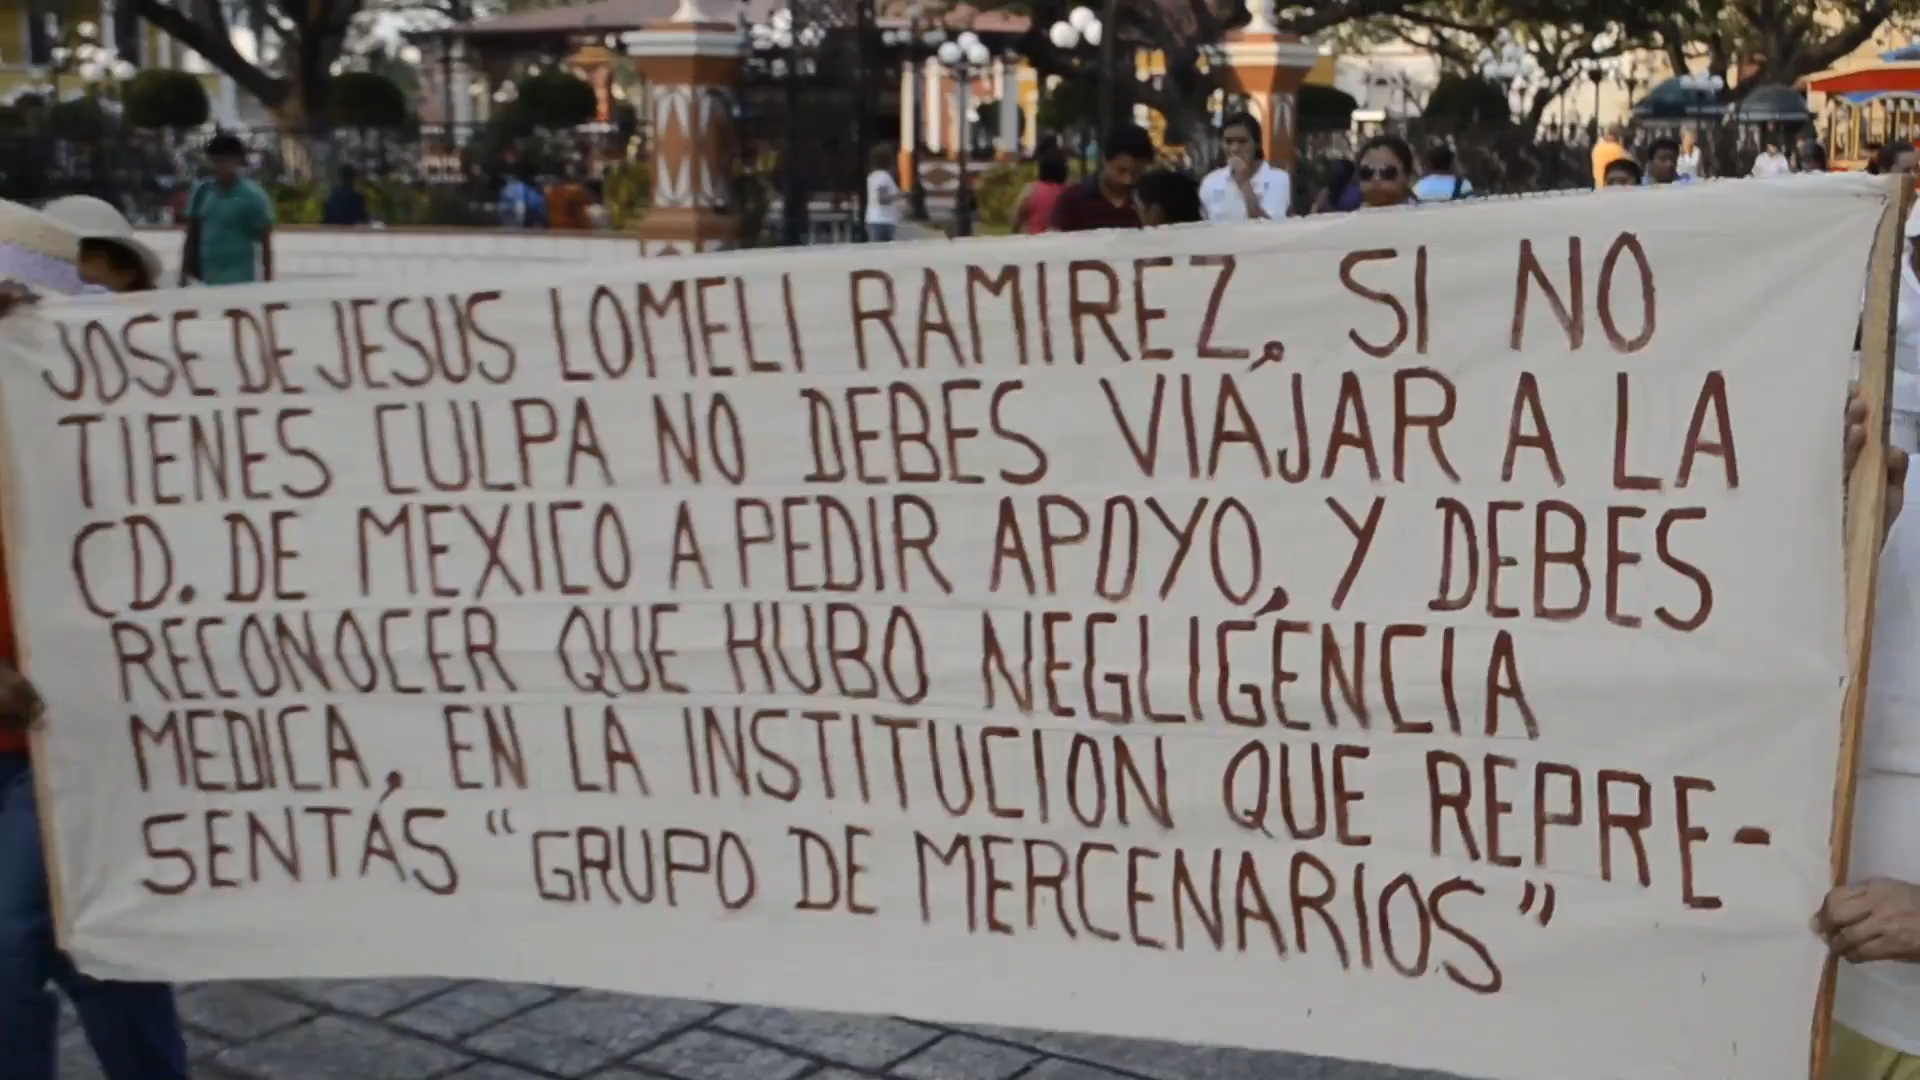 JOSE DE JESUS LOMELI RAMIREZ, SI NO
TIENES CULPA NO DEBES VIAJAR A LA
CD. DE MEXICO A PEDIR APOYO, Y DEBES
RECONOCER QUE HUBO NEGLIGENCIA
MEDICA, EN LA INSTITUCION QUE REPRE-
SENTAS "GRUPO DE MERCENARIOS"